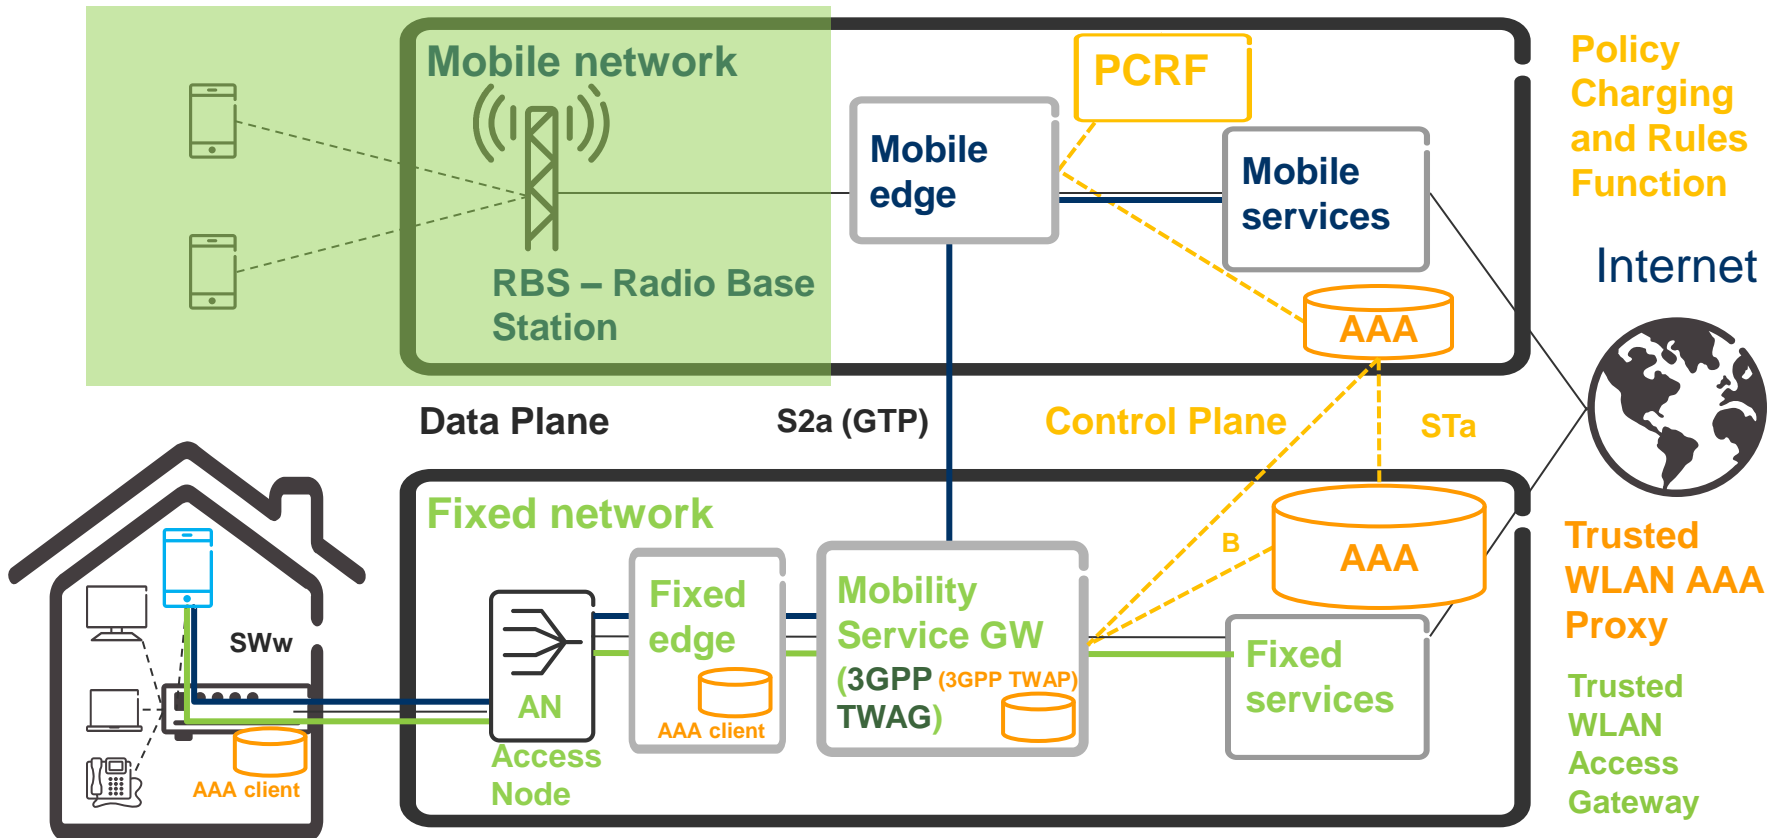 Mobile network
PCRF
Policy
Charging
and Rules
Function
Mobile
edge
Mobile
services
RBS – Radio Base
Station
AAA
Internet
Data Plane
S2a (GTP)
Control Plane
STa
Fixed network
B
AAA
Trusted
WLAN AAA
Proxy
SWw
AN
Access
Node
Fixed
edge
AAA client
Mobility
Service GW
(3GPP (3GPP TWAP)
TWAG)
Fixed
services
Trusted
WLAN
Access
Gateway
AAA client